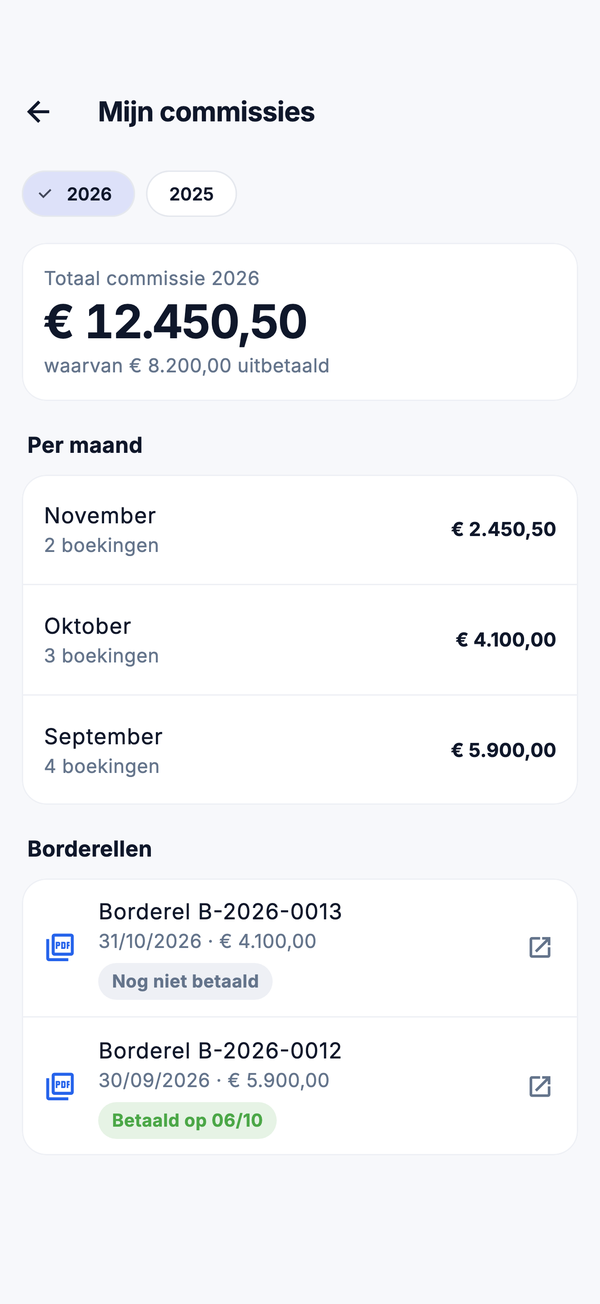 Mijn commissies
2026
2025
Totaal commissie 2026
€ 12.450,50
waarvan € 8.200,00 uitbetaald
Per maand
November
2 boekingen
€ 2.450,50
Oktober
3 boekingen
€ 4.100,00
September
4 boekingen
€ 5.900,00
Borderellen
PDF
Borderel B-2026-0013
31/10/2026 · € 4.100,00
Nog niet betaald
PDF
Borderel B-2026-0012
30/09/2026 · € 5.900,00
Betaald op 06/10